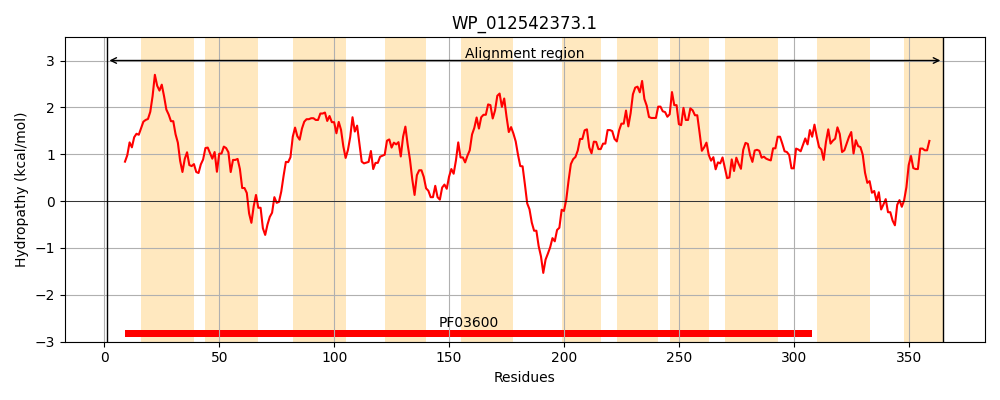 WP_012542373.1
Alignment region
Hydropathy (kcal/mol)
3
2
1
0
−1
−2
−3
PF03600
0 50 100 150 200 250 300 350
Residues